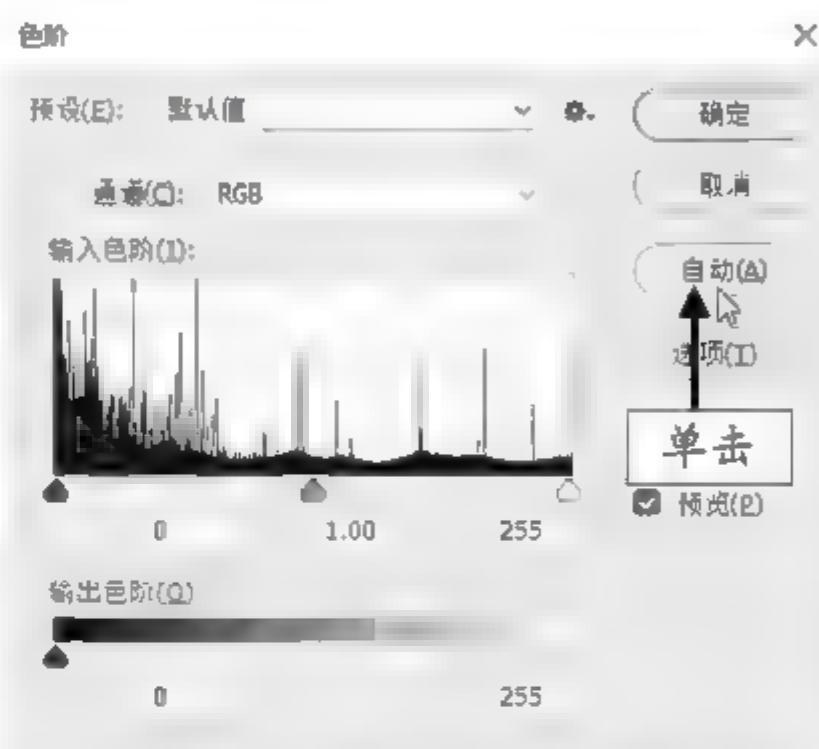 色阶
预设(E): 默认值
确定
通道(C): RGB
取消
输入色阶(I):
自动(A)
选项(T)
单击
预览(P)
0 1.00 255
输出色阶(O)
0 255